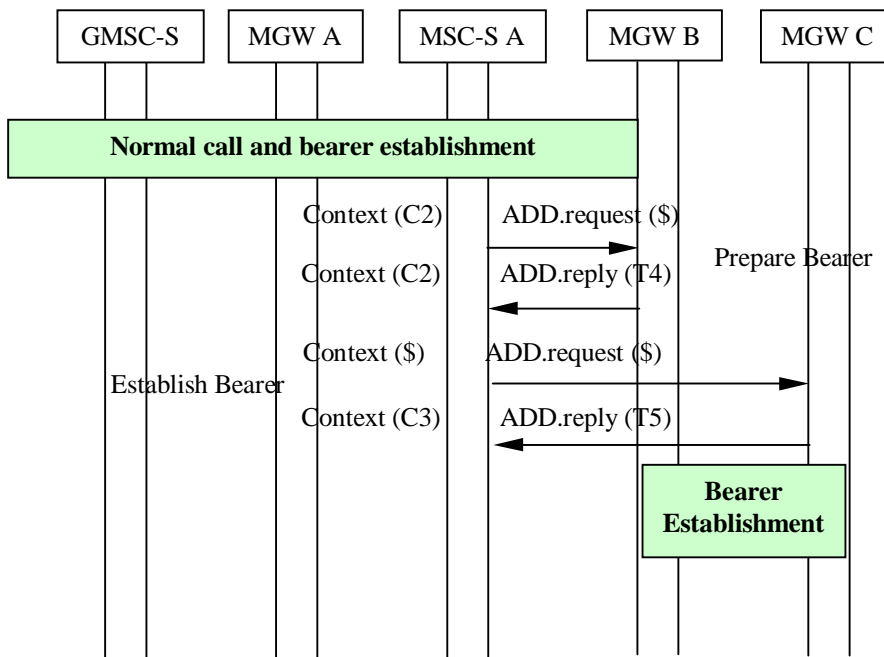 GMSC-S MGW A MSC-S A MGW B MGW C
Normal call and bearer establishment
Context (C2) ADD.request ($)
Prepare Bearer
Context (C2) ADD.reply (T4)
Context ($) ADD.request ($)
Establish Bearer
Context (C3) ADD.reply (T5)
Bearer
Establishment